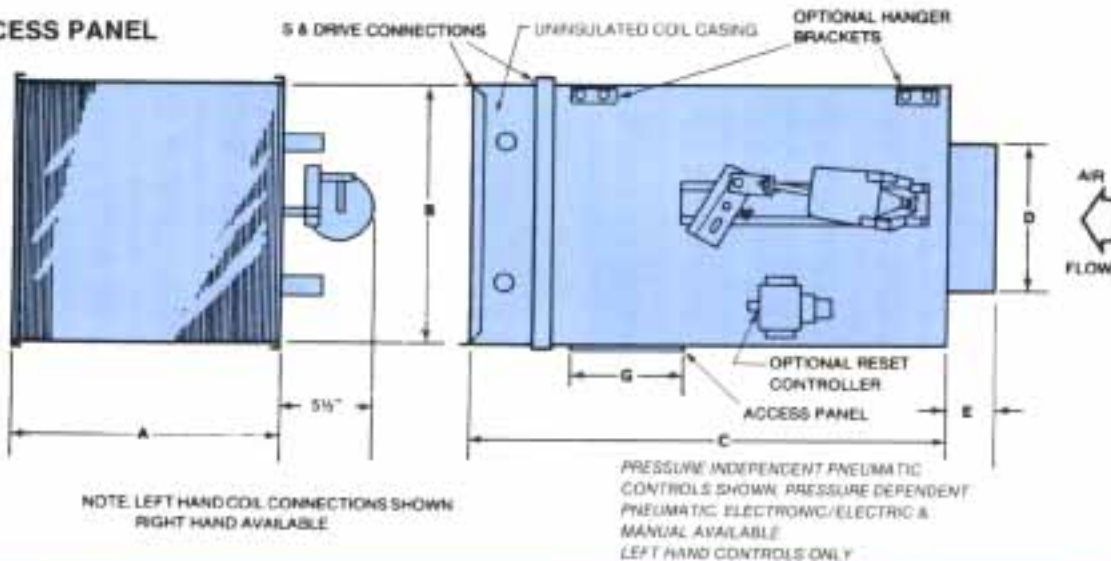 CESS PANEL
S & DRIVE CONNECTIONS
UNINSULATED COIL CASING
OPTIONAL HANGER
BRACKETS
B
D
AIR
FLOW
OPTIONAL RESET
CONTROLLER
G
5½"
ACCESS PANEL
E
A
C
NOTE. LEFT HAND COIL CONNECTIONS SHOWN
RIGHT HAND AVAILABLE
PRESSURE INDEPENDENT PNEUMATIC
CONTROLS SHOWN, PRESSURE DEPENDENT
PNEUMATIC, ELECTRONIC/ELECTRIC &
MANUAL AVAILABLE
LEFT HAND CONTROLS ONLY